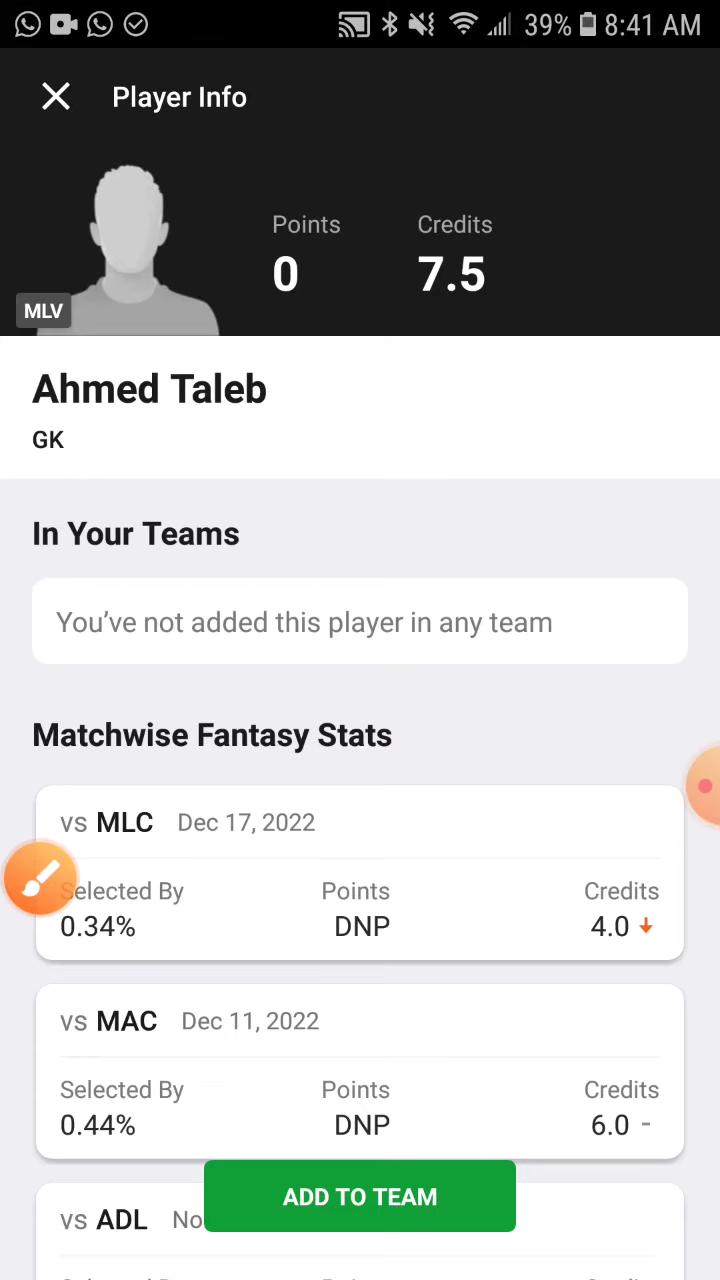 39% 8:41 AM
Player Info
Points Credits
0 7.5
MLV
Ahmed Taleb
GK
In Your Teams
You’ve not added this player in any team
Matchwise Fantasy Stats
vs MLC Dec 17, 2022
Selected By Points Credits
0.34% DNP 4.0
vs MAC Dec 11, 2022
Selected By Points Credits
0.44% DNP 6.0 -
ADD TO TEAM
vs ADL No